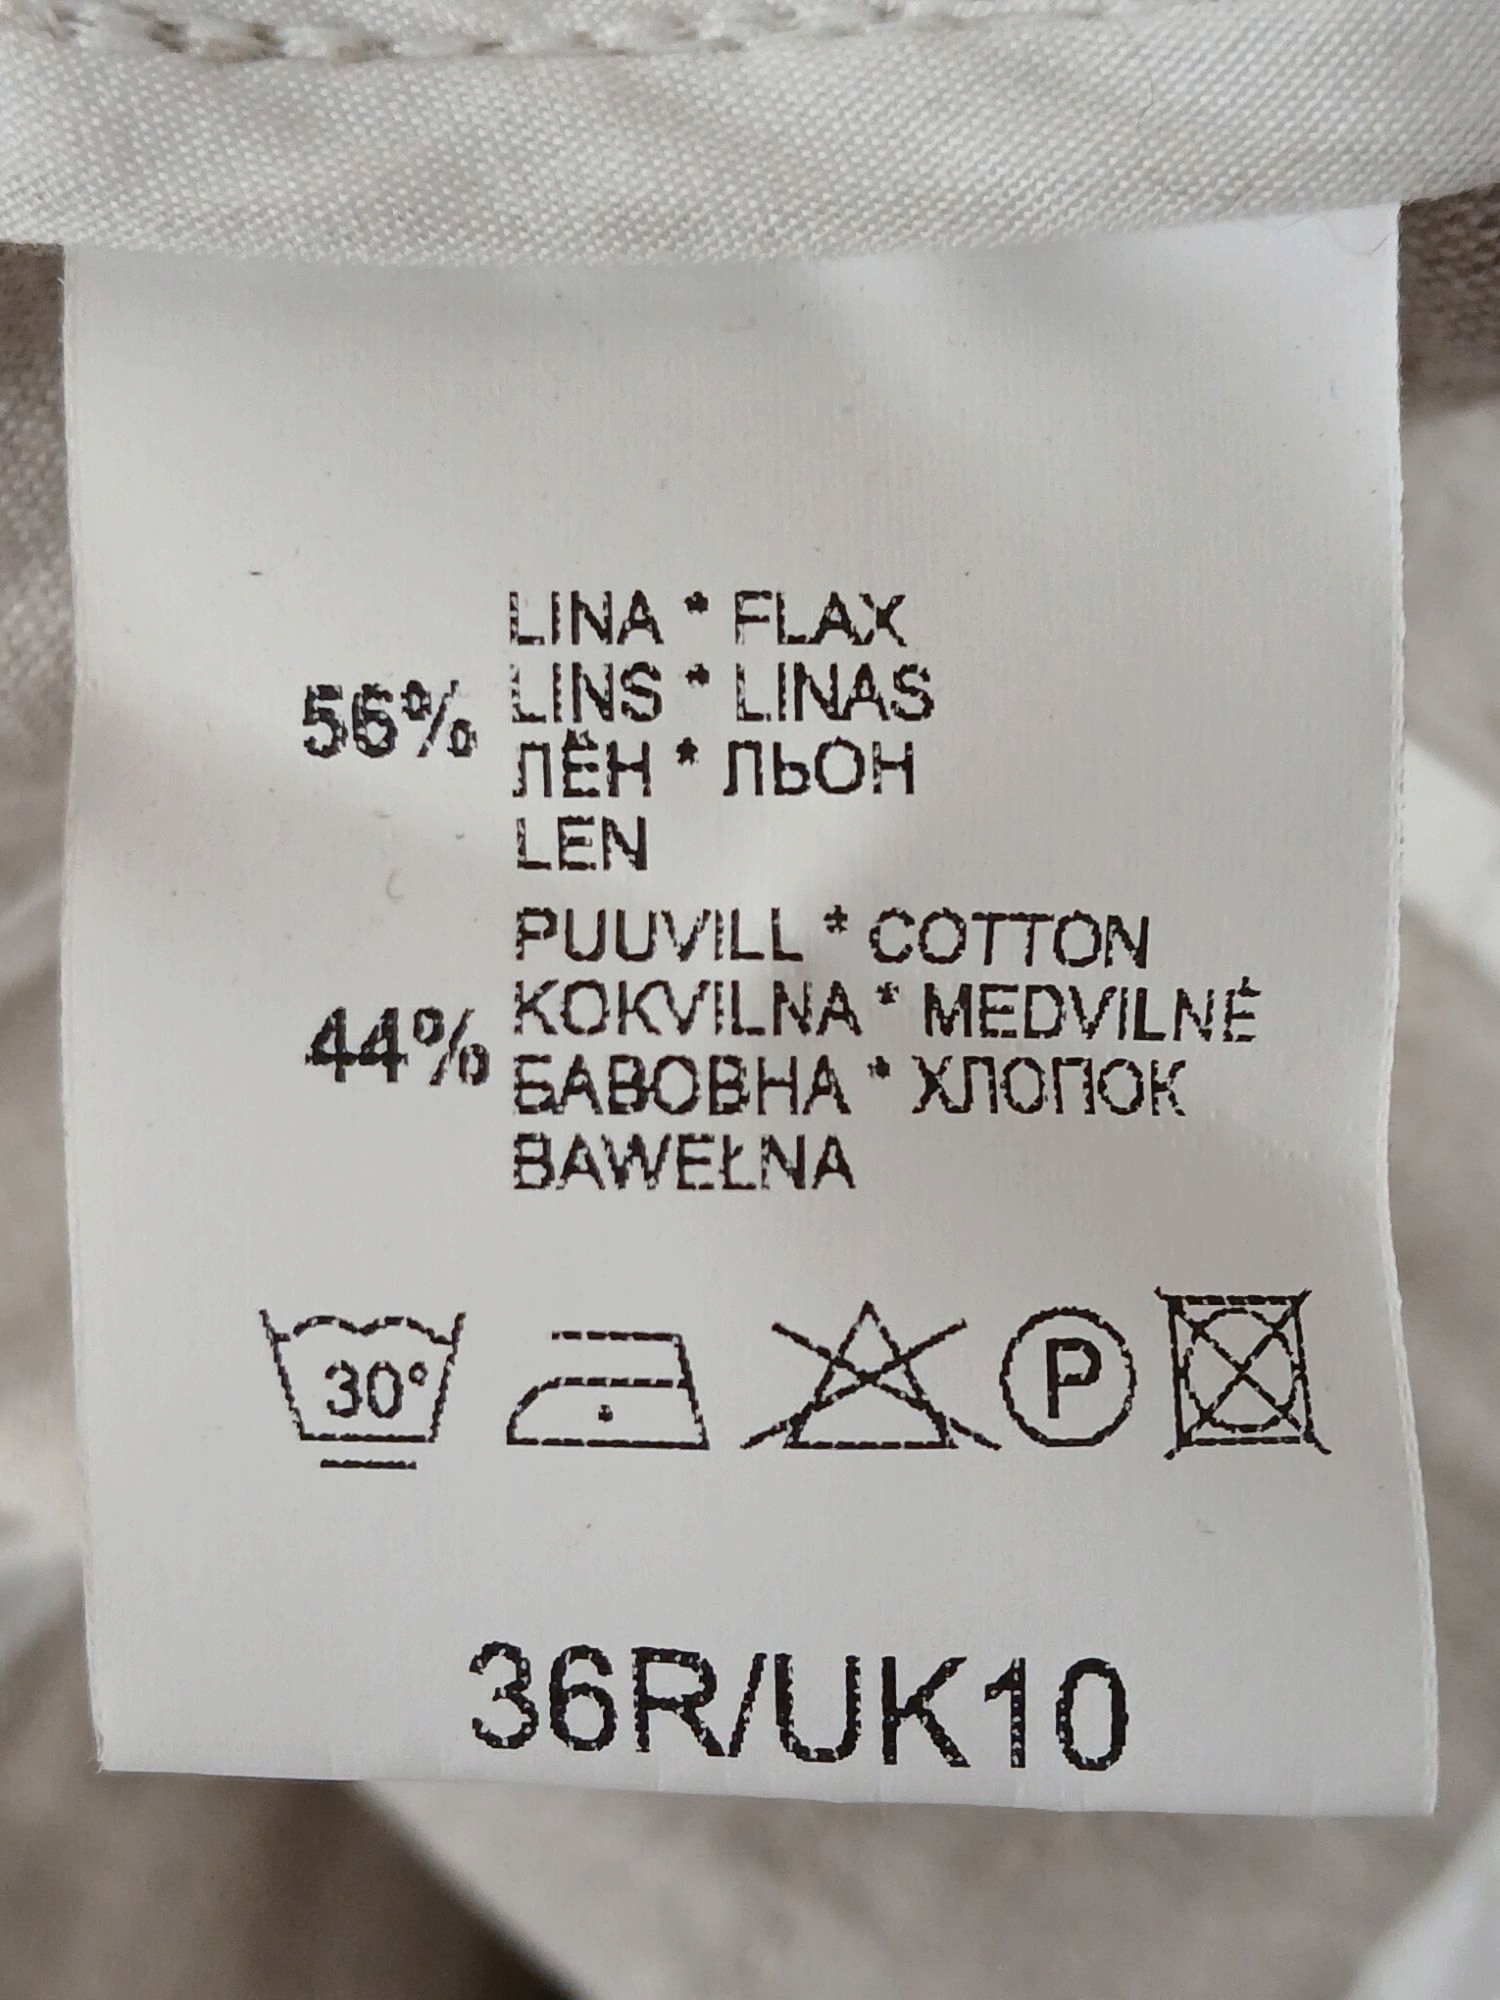 56%
LINA * FLAX
LINS * LINAS
ЛЁН * ЛЬОН
LEN
44%
PUUVILL * COTTON
KOKVILNA * MEDVILNĖ
БАВОВНА * ХЛОПОК
BAWEŁNA
30°
P
36R/UK10